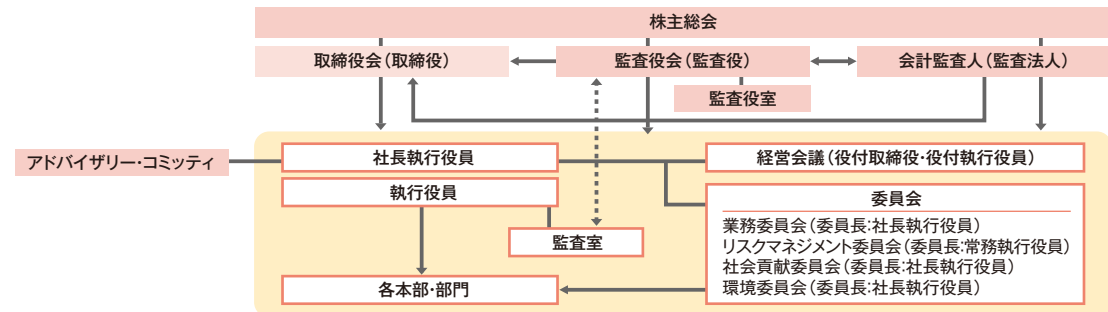 株主総会
取締役会（取締役）
監査役会（監査役）
会計監査人（監査法人）
監査役室
アドバイザリー・コミッティ
社長執行役員
経営会議（役付取締役・役付執行役員）
執行役員
委員会
業務委員会（委員長：社長執行役員）
リスクマネジメント委員会（委員長：常務執行役員）
社会貢献委員会（委員長：社長執行役員）
環境委員会（委員長：社長執行役員）
監査室
各本部・部門